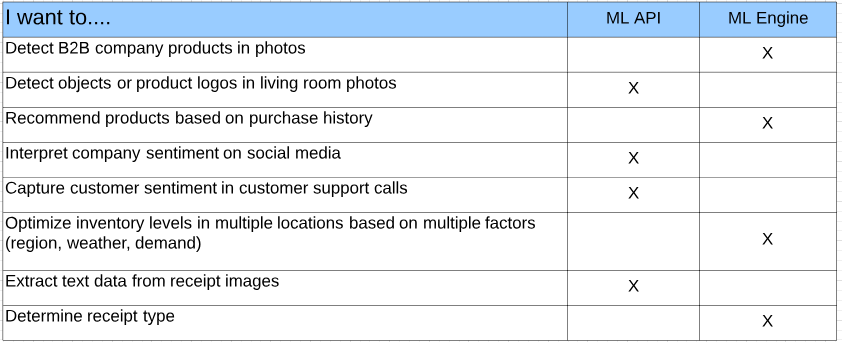 I want to.... ML API ML Engine
Detect B2B company products in photos X
Detect objects or product logos in living room photos X
Recommend products based on purchase history X
Interpret company sentiment on social media X
Capture customer sentiment in customer support calls X
Optimize inventory levels in multiple locations based on multiple factors
(region, weather, demand) X
Extract text data from receipt images X
Determine receipt type X